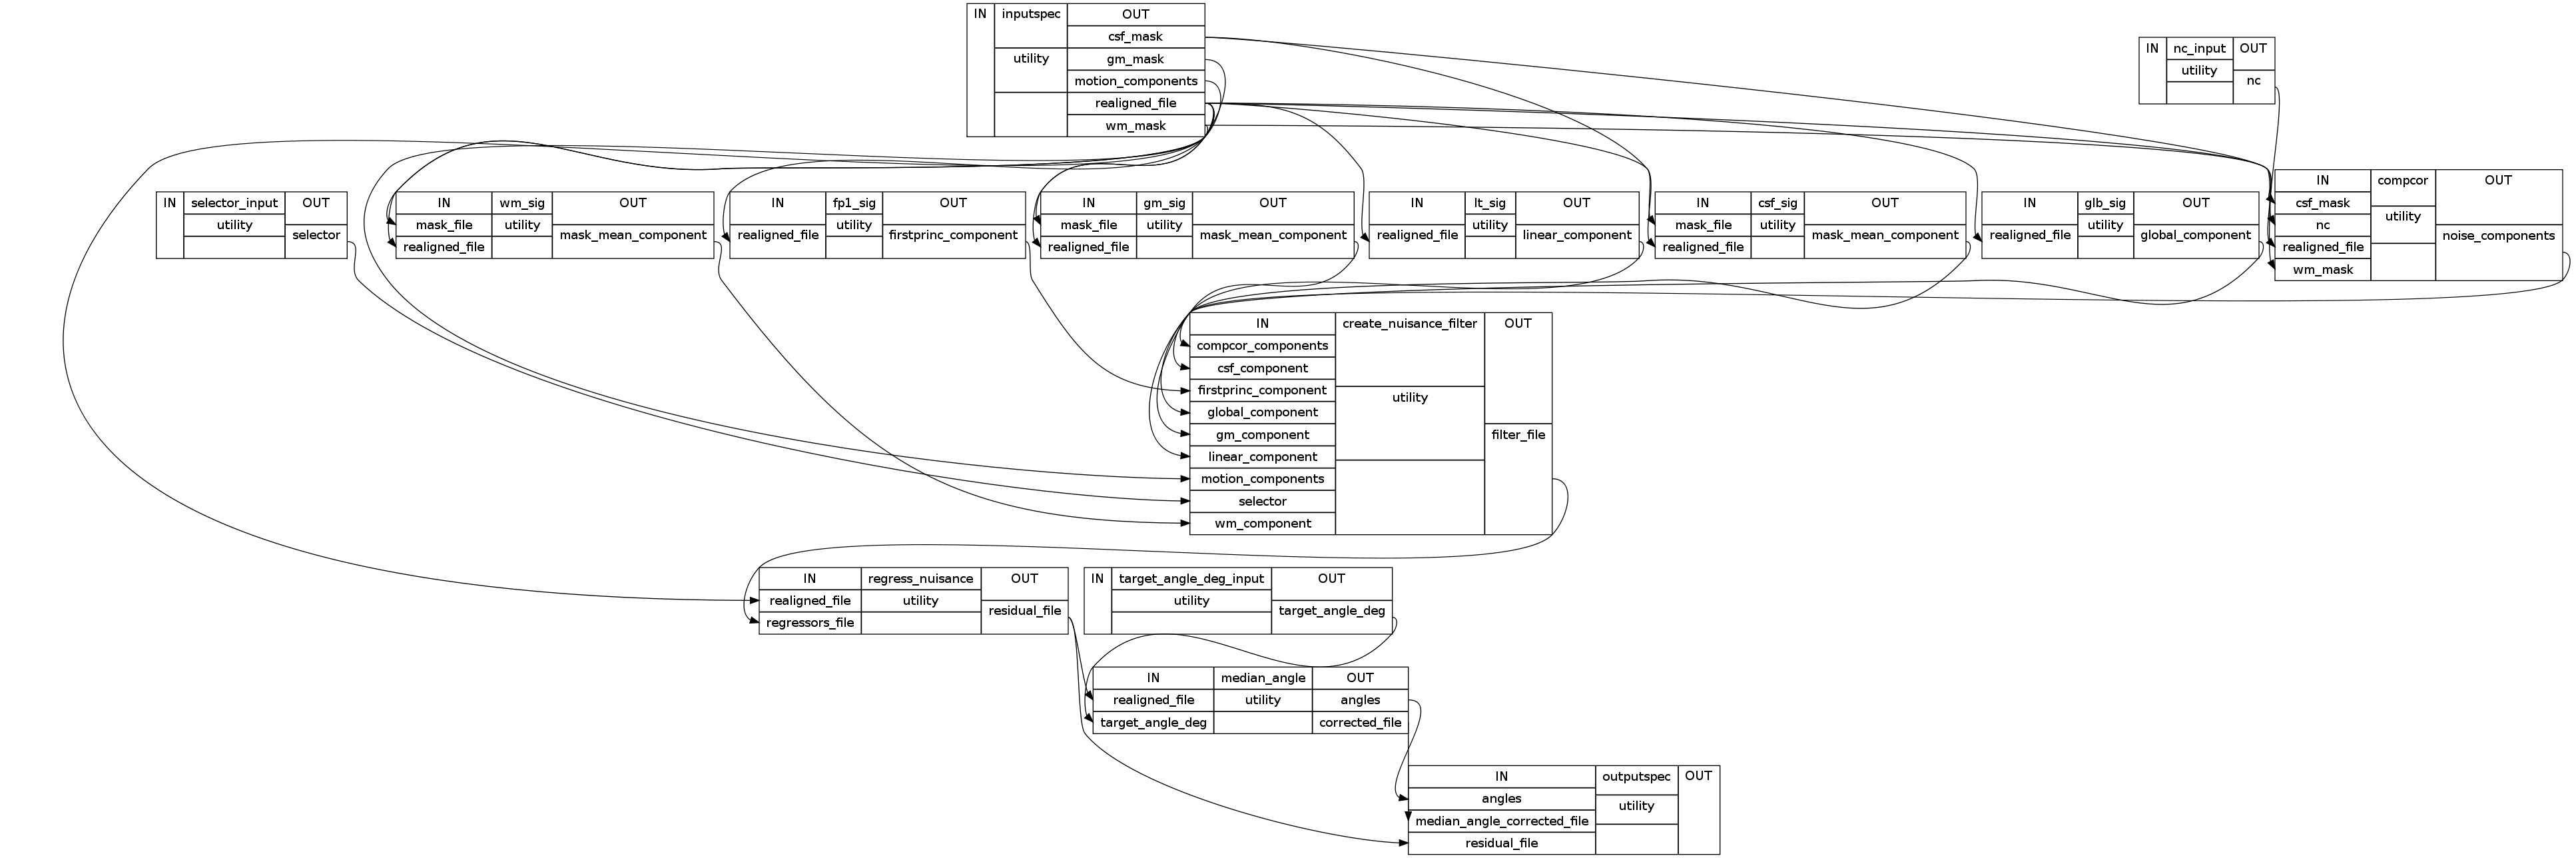 IN inputspec OUT
csf_mask
utility gm_mask
motion_components
realigned_file
wm_mask
IN nc_input OUT
utility nc
IN selector_input OUT
utility selector
IN wm_sig OUT
mask_file utility mask_mean_component
realigned_file
IN fp1_sig OUT
realigned_file utility firstprinc_component
IN gm_sig OUT
mask_file utility mask_mean_component
realigned_file
IN lt_sig OUT
realigned_file utility linear_component
IN csf_sig OUT
mask_file utility mask_mean_component
realigned_file
IN glb_sig OUT
realigned_file utility global_component
IN compcor OUT
csf_mask
nc utility
realigned_file noise_components
wm_mask
IN create_nuisance_filter OUT
compcor_components
csf_component
firstprinc_component utility
global_component
gm_component filter_file
linear_component
motion_components
selector
wm_component
IN regress_nuisance OUT
realigned_file utility residual_file
regressors_file
IN target_angle_deg_input OUT
utility target_angle_deg
IN median_angle OUT
realigned_file utility angles
target_angle_deg corrected_file
IN outputspec OUT
angles utility
median_angle_corrected_file
residual_file